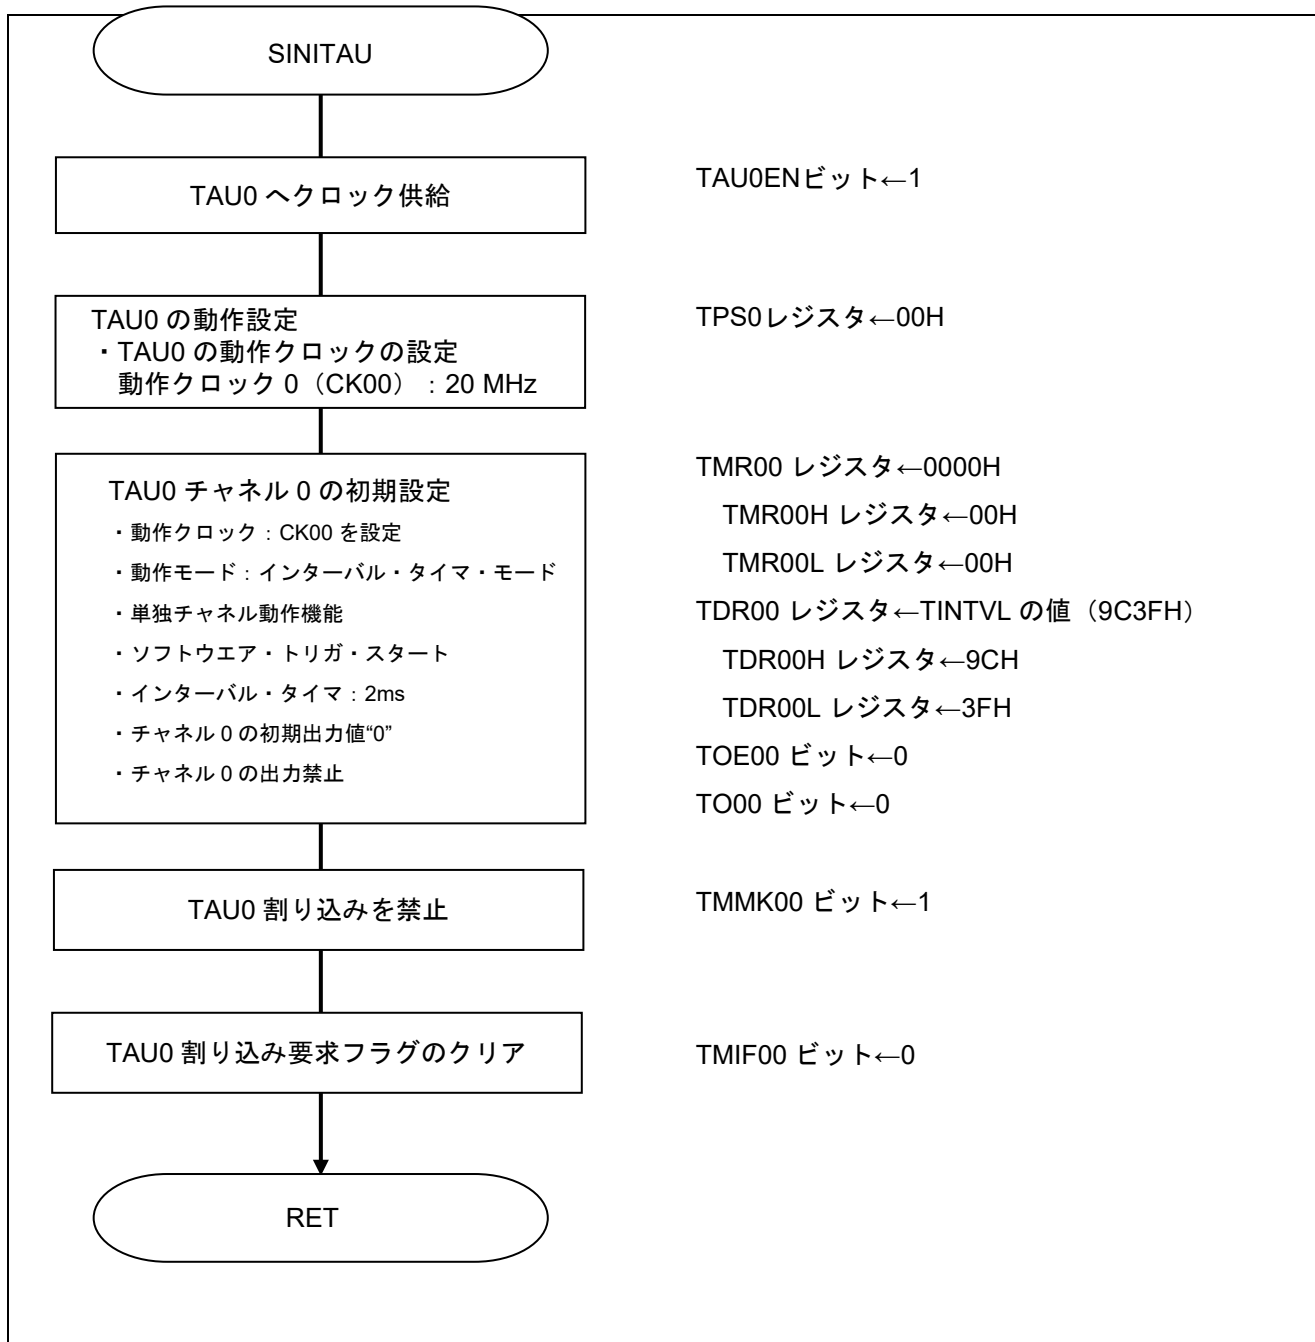 SINITAU
TAU0 へクロック供給
TAU0ENビット←1
TAU0 の動作設定
・TAU0 の動作クロックの設定
動作クロック 0（CK00）：20 MHz
TPS0レジスタ←00H
TAU0 チャネル 0 の初期設定
・動作クロック：CK00 を設定
・動作モード：インターバル・タイマ・モード
・単独チャネル動作機能
・ソフトウエア・トリガ・スタート
・インターバル・タイマ：2ms
・チャネル 0 の初期出力値“0”
・チャネル 0 の出力禁止
TMR00 レジスタ←0000H
TMR00H レジスタ←00H
TMR00L レジスタ←00H
TDR00 レジスタ←TINTVL の値（9C3FH）
TDR00H レジスタ←9CH
TDR00L レジスタ←3FH
TOE00 ビット←0
TO00 ビット←0
TAU0 割り込みを禁止
TMMK00 ビット←1
TAU0 割り込み要求フラグのクリア
TMIF00 ビット←0
RET